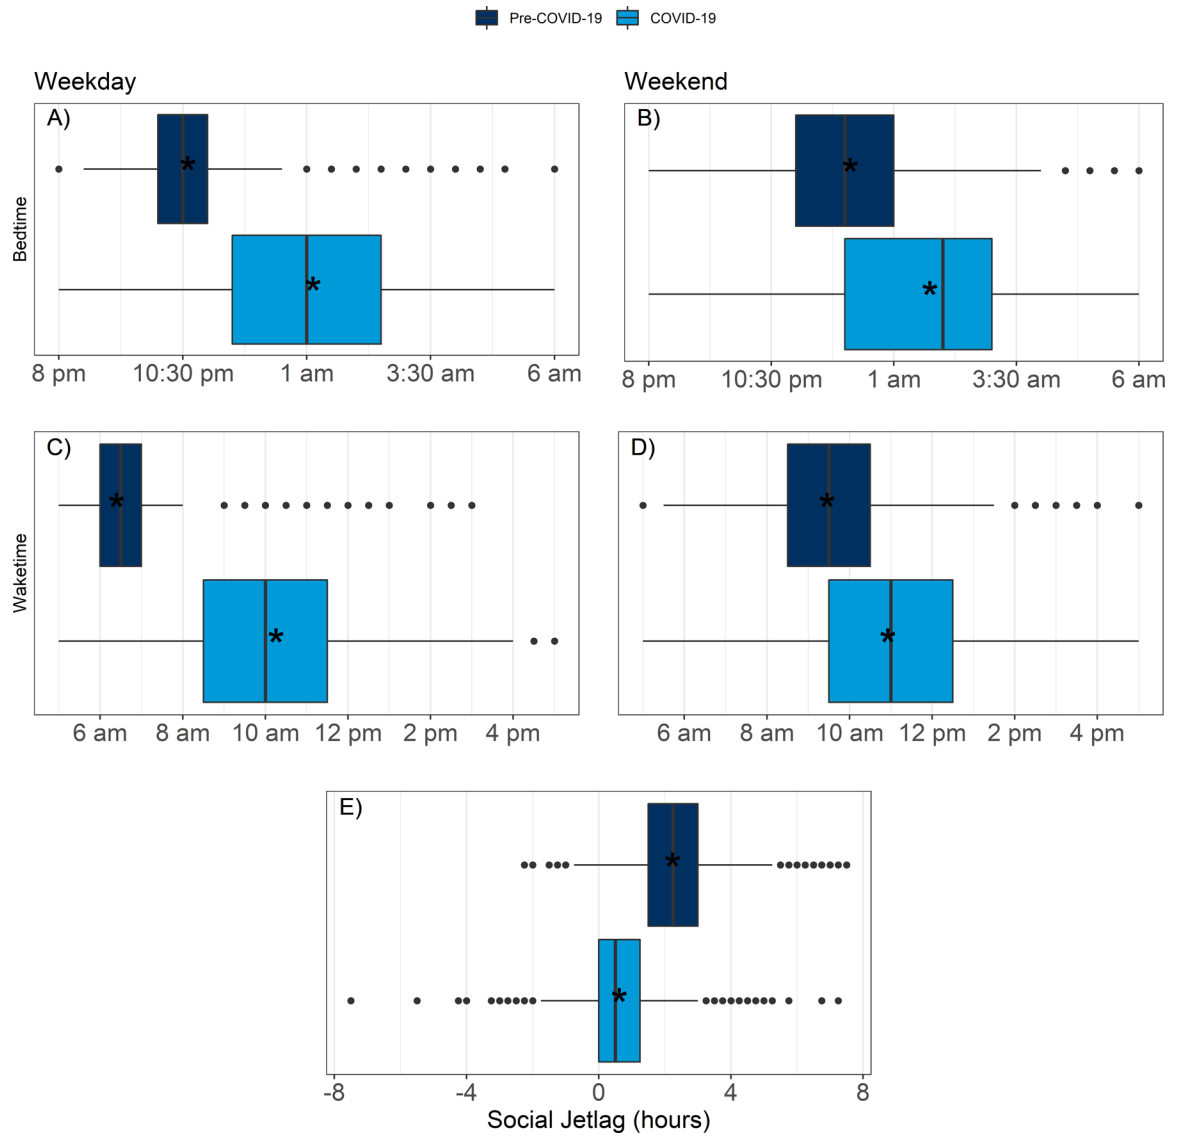 Pre-COVID-19 COVID-19
Weekday Weekend
A) B)
Bedtime
8 pm 10:30 pm 1 am 3:30 am 6 am 8 pm 10:30 pm 1 am 3:30 am 6 am
C) D)
Waketime
6 am 8 am 10 am 12 pm 2 pm 4 pm 6 am 8 am 10 am 12 pm 2 pm 4 pm
E)
-8 -4 0 4 8
Social Jetlag (hours)